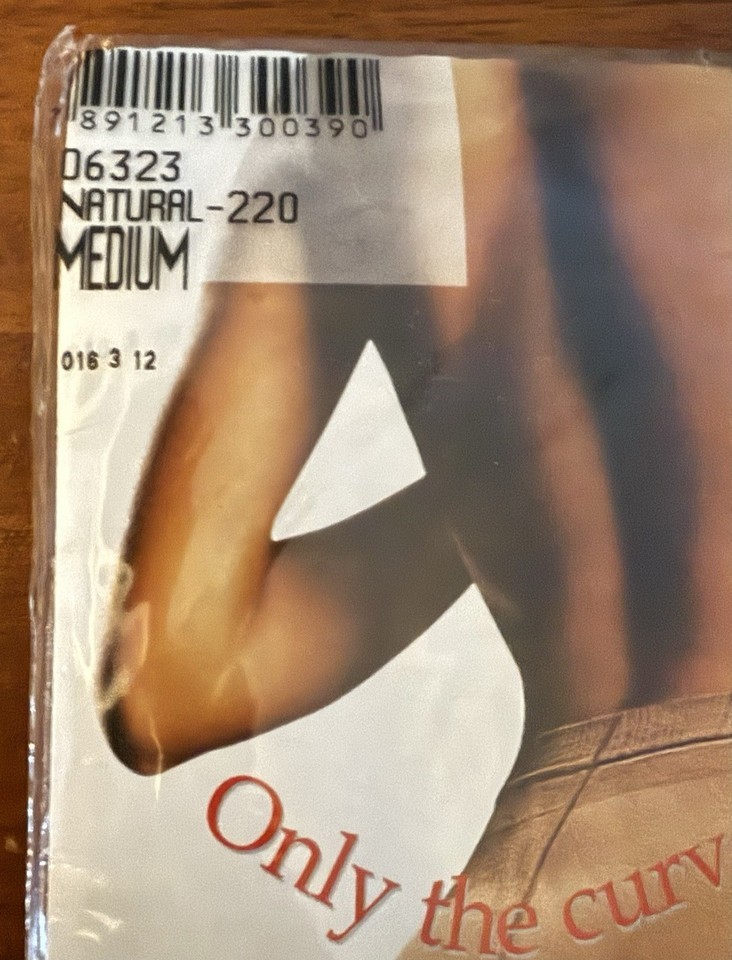 891213 300390
06323
NATURAL-220
MEDIUM
016 3 12
Only the curv